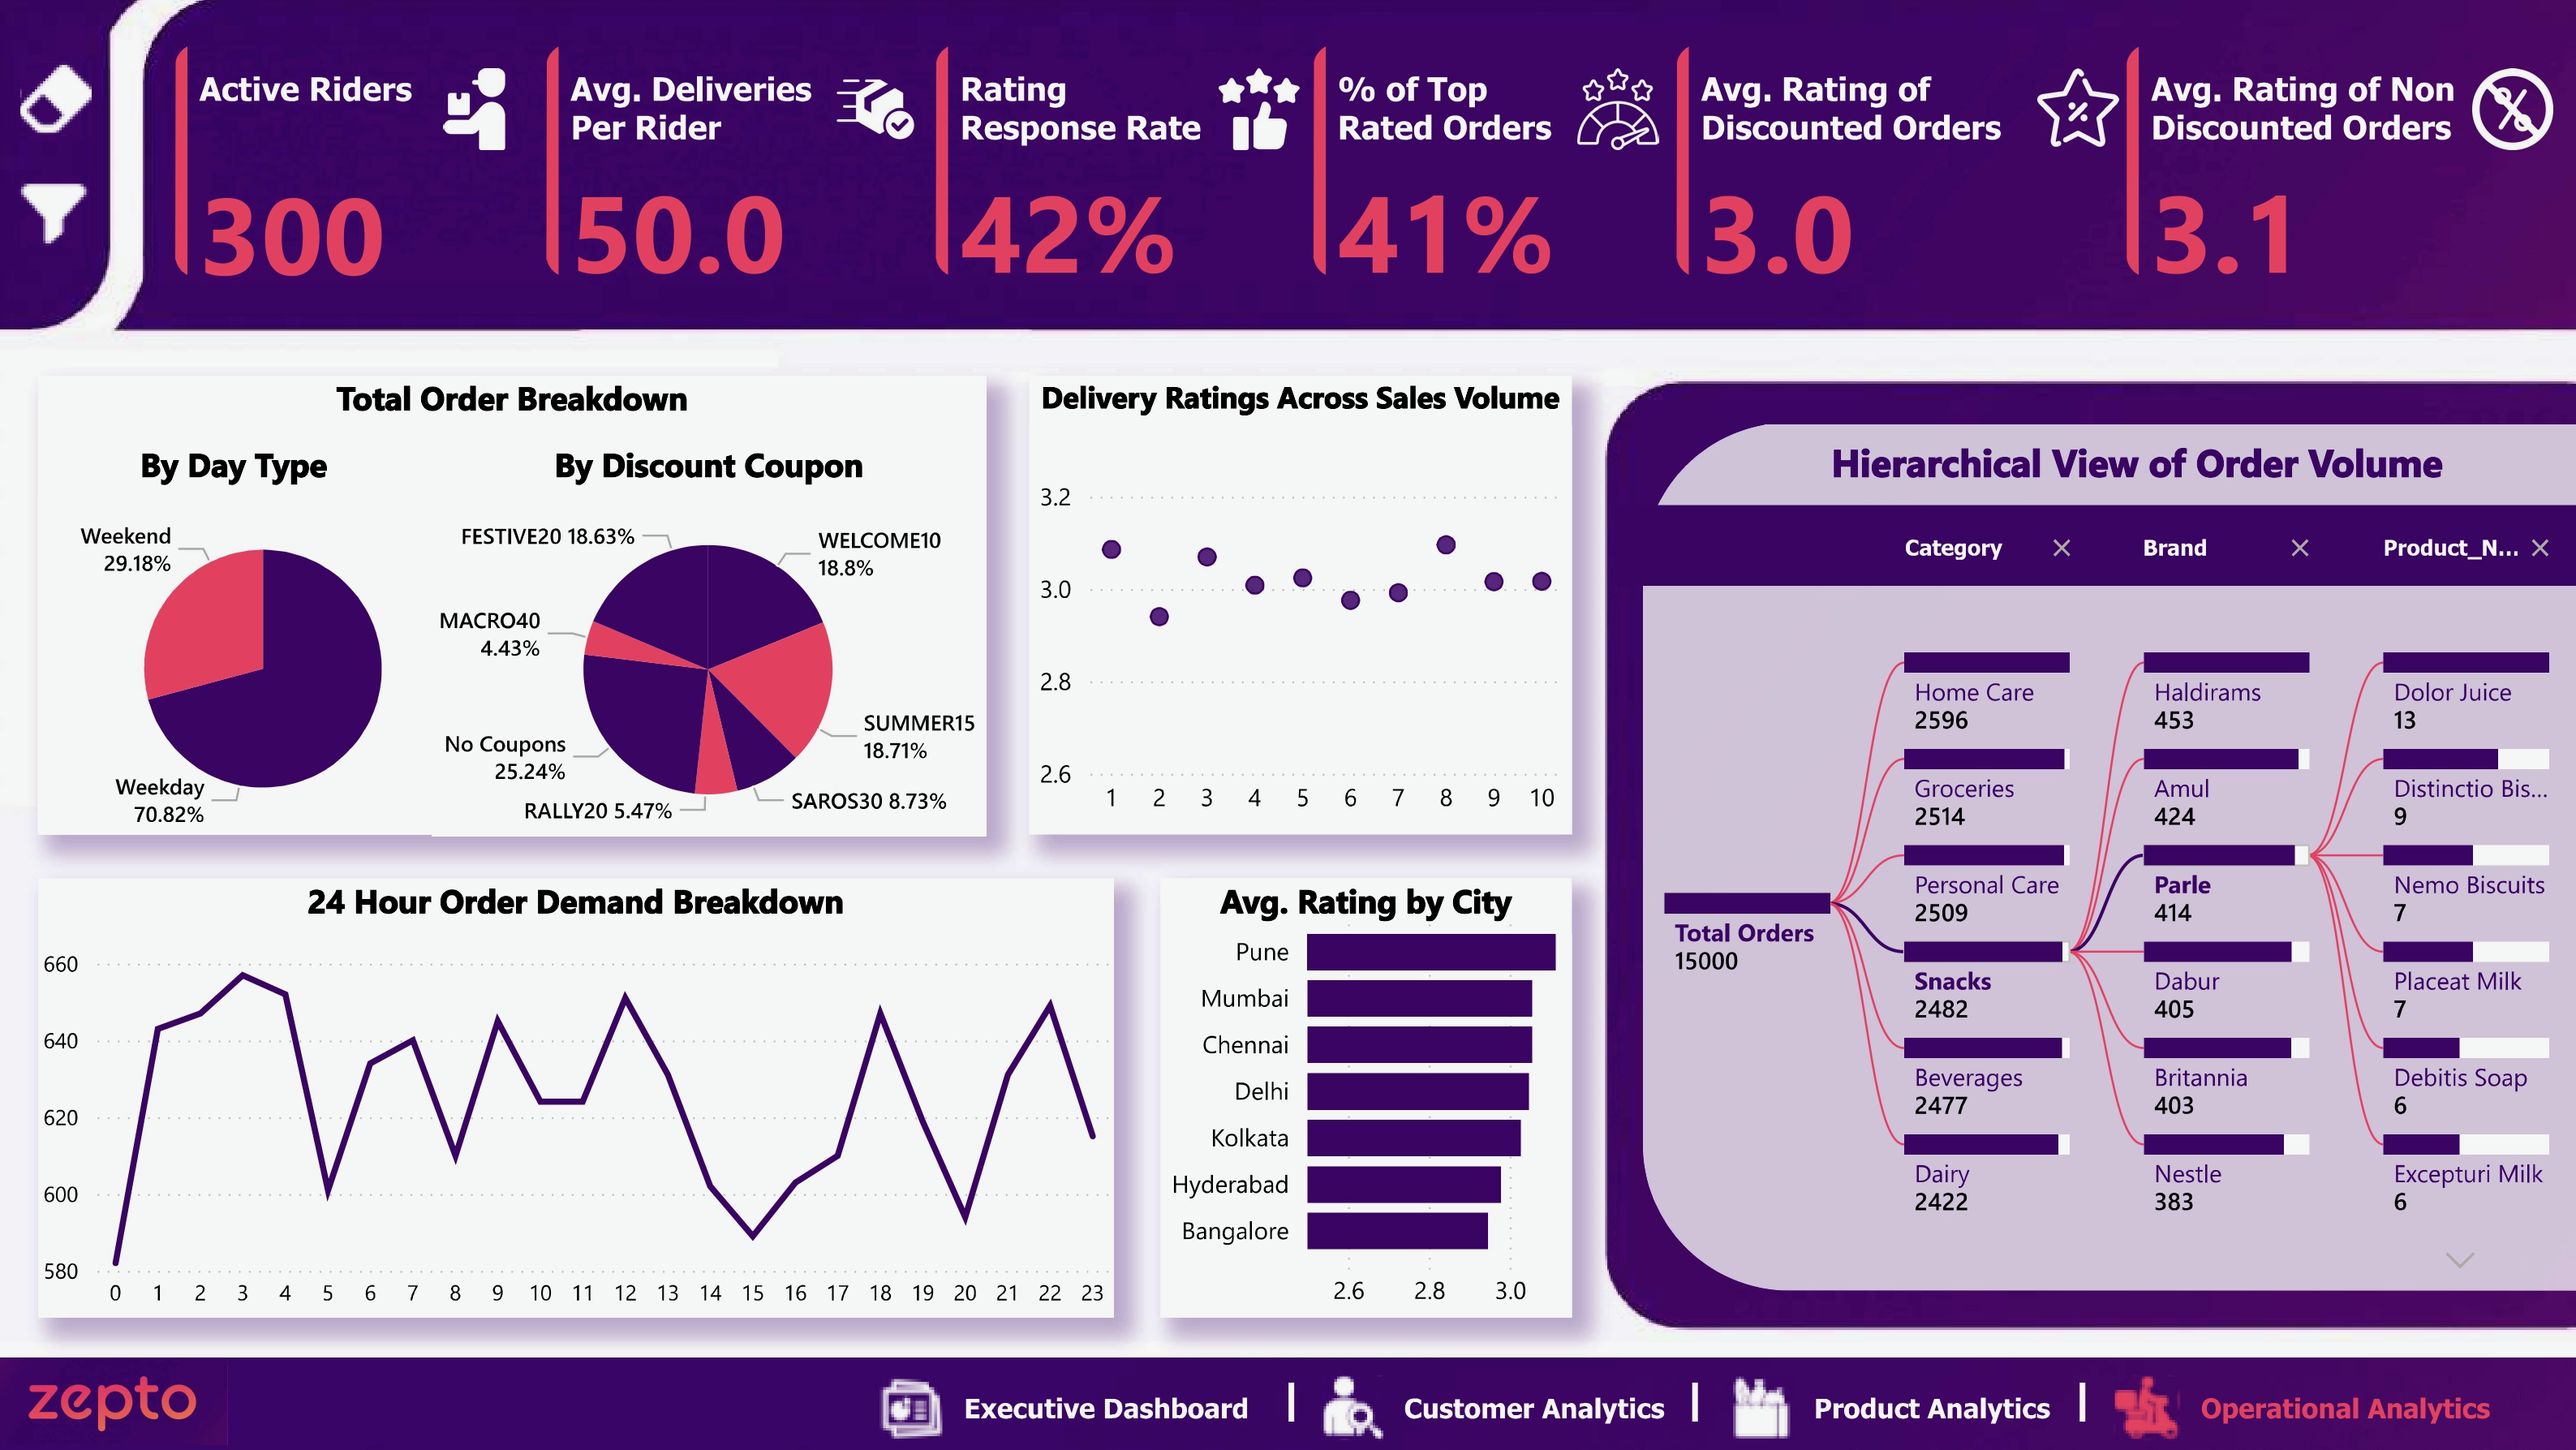 Active Riders
300
Avg. Deliveries
Per Rider
50.0
Rating
Response Rate
42%
% of Top
Rated Orders
41%
Avg. Rating of
Discounted Orders
3.0
Avg. Rating of Non
Discounted Orders
3.1
Total Order Breakdown
By Day Type
Weekend
29.18%
Weekday
70.82%
By Discount Coupon
FESTIVE20 18.63%
WELCOME10
18.8%
MACRO40
4.43%
SUMMER15
18.71%
No Coupons
25.24%
RALLY20 5.47%
SAROS30 8.73%
Delivery Ratings Across Sales Volume
3.2
3.0
2.8
2.6
1 2 3 4 5 6 7 8 9 10
24 Hour Order Demand Breakdown
660
640
620
600
580
0 1 2 3 4 5 6 7 8 9 10 11 12 13 14 15 16 17 18 19 20 21 22 23
Avg. Rating by City
Pune
Mumbai
Chennai
Delhi
Kolkata
Hyderabad
Bangalore
2.6 2.8 3.0
Hierarchical View of Order Volume
Category
Brand
Product_N...
Total Orders
15000
Home Care
2596
Groceries
2514
Personal Care
2509
Snacks
2482
Beverages
2477
Dairy
2422
Haldirams
453
Amul
424
Parle
414
Dabur
405
Britannia
403
Nestle
383
Dolor Juice
13
Distinctio Bis...
9
Nemo Biscuits
7
Placeat Milk
7
Debitis Soap
6
Excepturi Milk
6
zepto
Executive Dashboard | Customer Analytics | Product Analytics | Operational Analytics